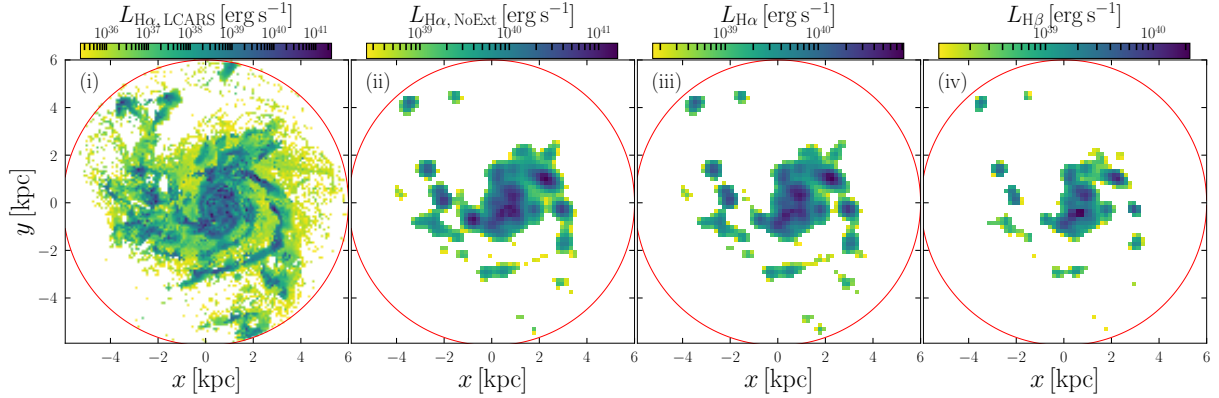 L_{Hα, LCARS} [erg s^{−1}] L_{Hα, NoExt} [erg s^{−1}] L_{Hα} [erg s^{−1}] L_{Hβ} [erg s^{−1}]
10^{36} 10^{37} 10^{38} 10^{39} 10^{40} 10^{41} 10^{39} 10^{40} 10^{41} 10^{39} 10^{40} 10^{39} 10^{40}
(i) (ii) (iii) (iv)
6
4
2
0
−2
−4
y [kpc]
−4 −2 0 2 4 6 −4 −2 0 2 4 6 −4 −2 0 2 4 6 −4 −2 0 2 4 6
x [kpc] x [kpc] x [kpc] x [kpc]